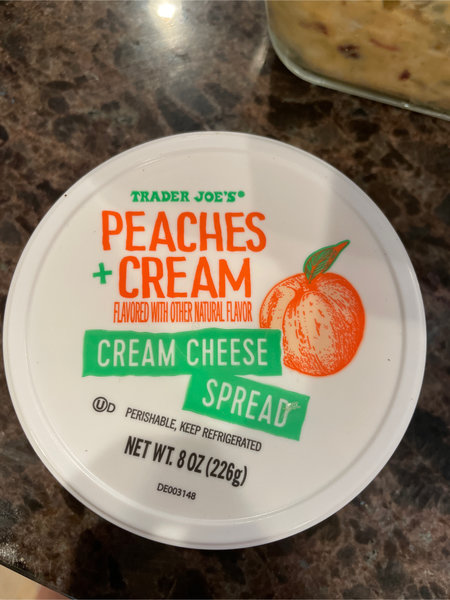 TRADER JOE'S®
PEACHES
+ CREAM
FLAVORED WITH OTHER NATURAL FLAVOR
CREAM CHEESE
SPREAD
UD PERISHABLE, KEEP REFRIGERATED
NET WT. 8 OZ (226g)
DE003148